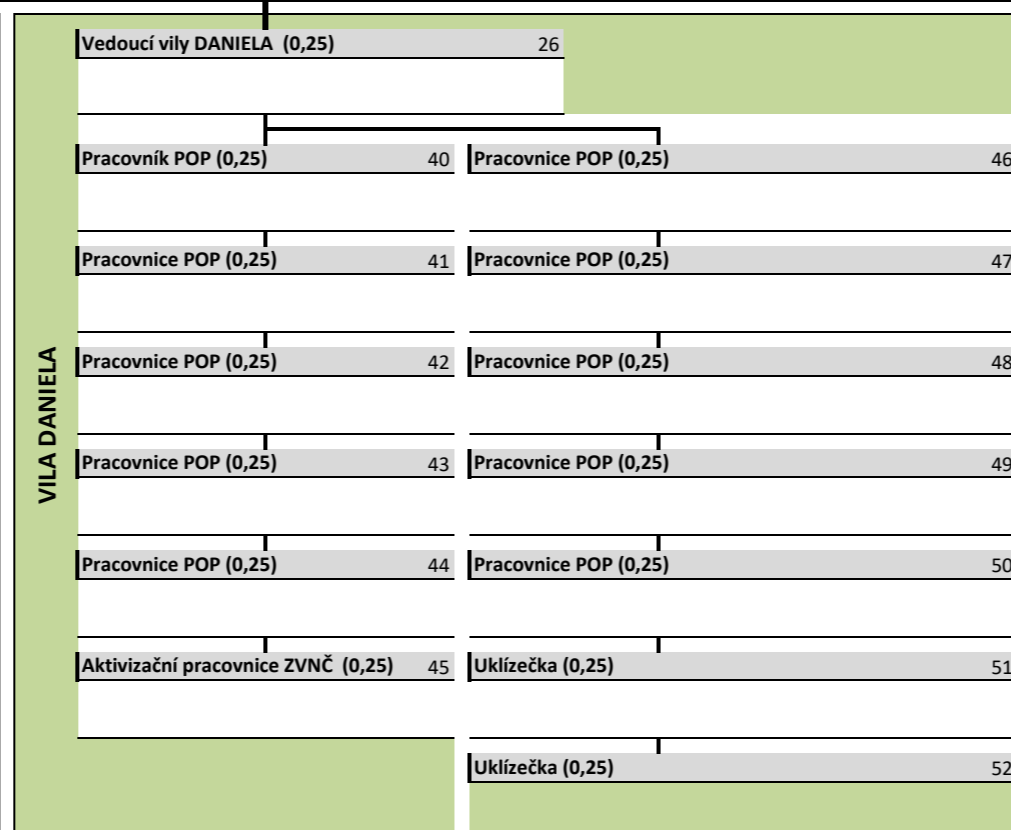 Vedoucí vily DANIELA (0,25) 26
Pracovník POP (0,25) 40
Pracovnice POP (0,25) 46
Pracovnice POP (0,25) 41
Pracovnice POP (0,25) 47
Pracovnice POP (0,25) 42
Pracovnice POP (0,25) 48
Pracovnice POP (0,25) 43
Pracovnice POP (0,25) 49
Pracovnice POP (0,25) 44
Pracovnice POP (0,25) 50
Aktivizační pracovnice ZVNČ (0,25) 45
Uklízečka (0,25) 51
Uklízečka (0,25) 52
VILA DANIELA